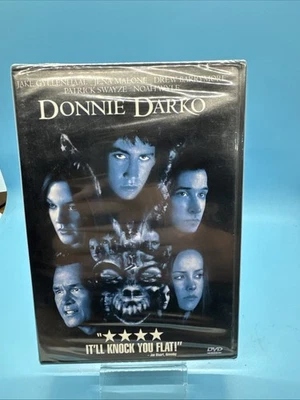 JAKE GYLLENHAAL JENA MALONE DREW BARRYMORE
PATRICK SWAYZE NOAH WYLE
DONNIE DARKO
"★★★★
IT'LL KNOCK YOU FLAT!"
DVD